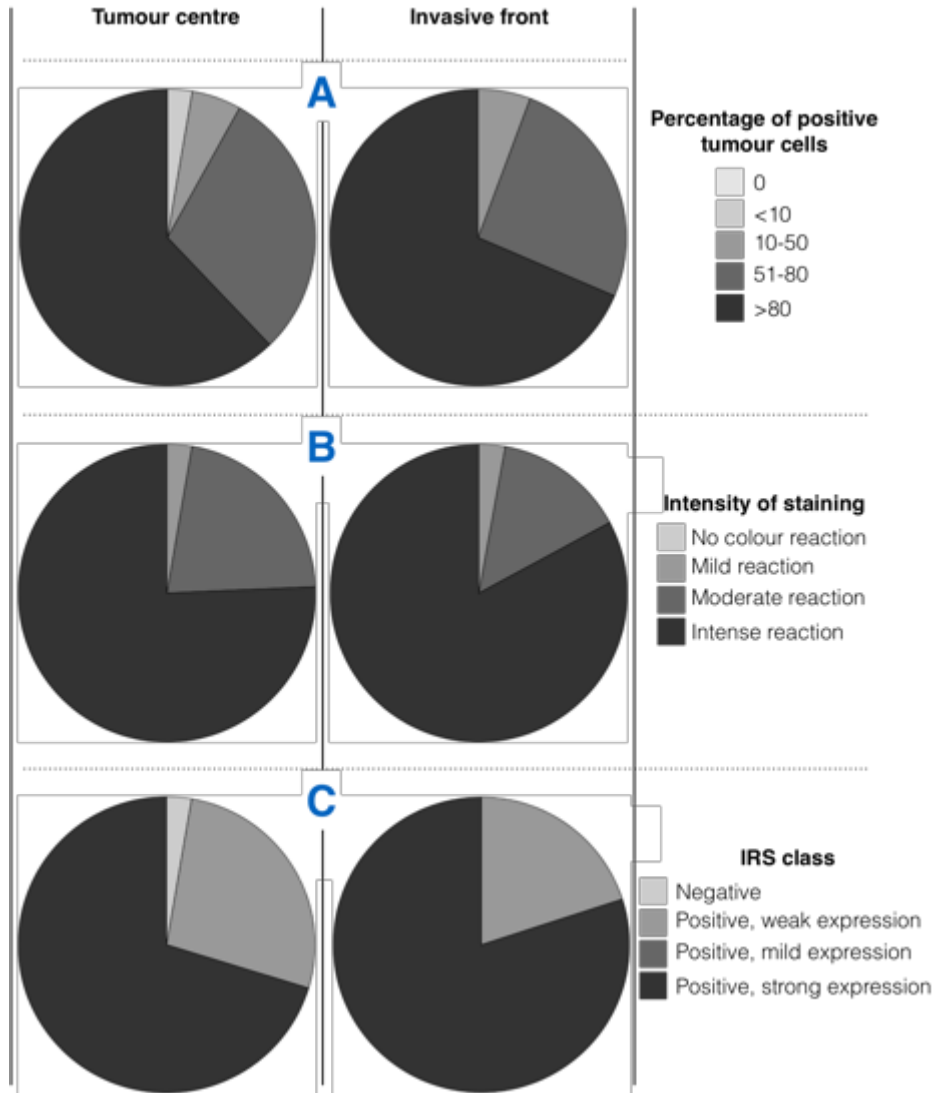 Tumour centre
Invasive front
A
Percentage of positive
tumour cells
0
<10
10-50
51-80
>80
B
Intensity of staining
No colour reaction
Mild reaction
Moderate reaction
Intense reaction
C
IRS class
Negative
Positive, weak expression
Positive, mild expression
Positive, strong expression